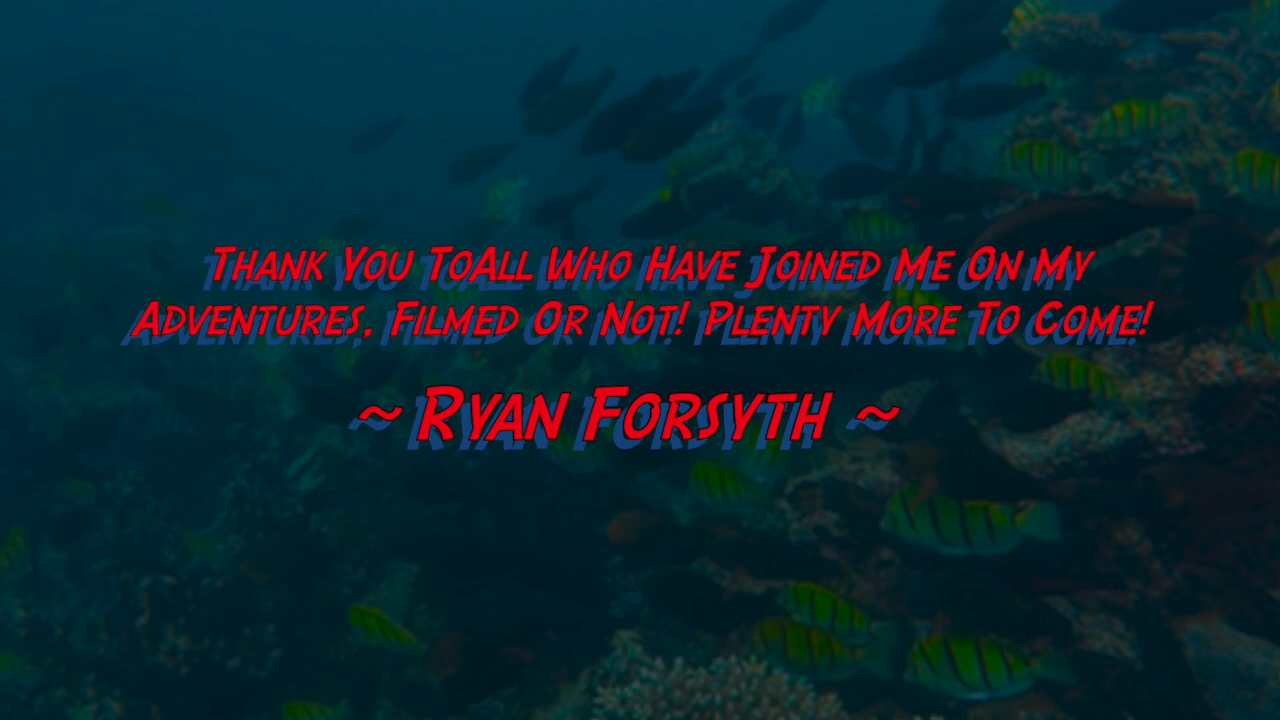 Thank You ToAll Who Have Joined Me On My
Adventures, Filmed Or Not! Plenty More To Come!
~ Ryan Forsyth ~